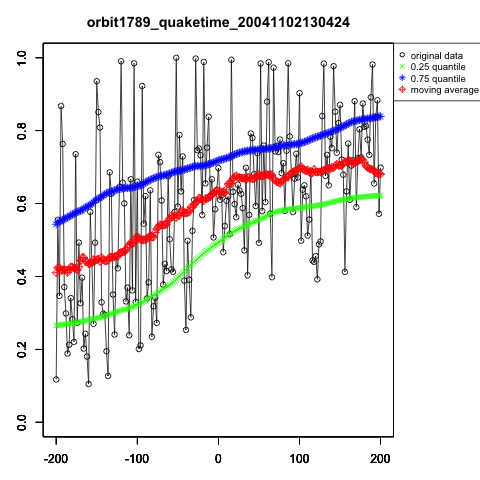 orbit1789_quaketime_20041102130424
original data
0.25 quantile
0.75 quantile
moving average
1.0
0.8
0.6
0.4
0.2
0.0
-200 -100 0 100 200